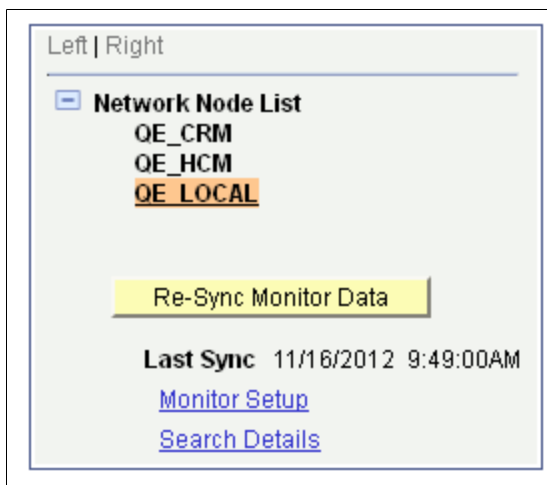 Left | Right
Network Node List
QE_CRM
QE_HCM
QE_LOCAL
Re-Sync Monitor Data
Last Sync 11/16/2012 9:49:00AM
Monitor Setup
Search Details